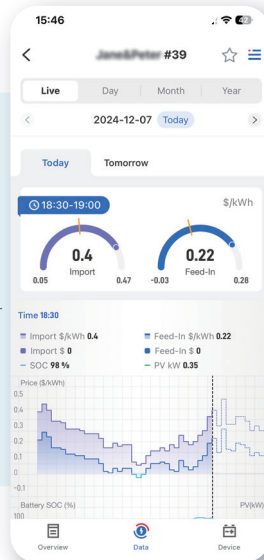 15:46
#39
Live Day Month Year
2024-12-07 Today
Today Tomorrow
18:30-19:00 $/kWh
0.4 0.22
Import Feed-In
0.05 0.47 -0.03 0.28
Time 18:30
Import $/kWh 0.4 Feed-In $/kWh 0.22
Import $ 0 Feed-In $ 0
SOC 98 % PV kW 0.35
Price ($/kWh)
0.5
0.4
0.3
0.2
0.1
0
-0.1
Battery SOC (%) PV(kW)
100
Overview Data Device